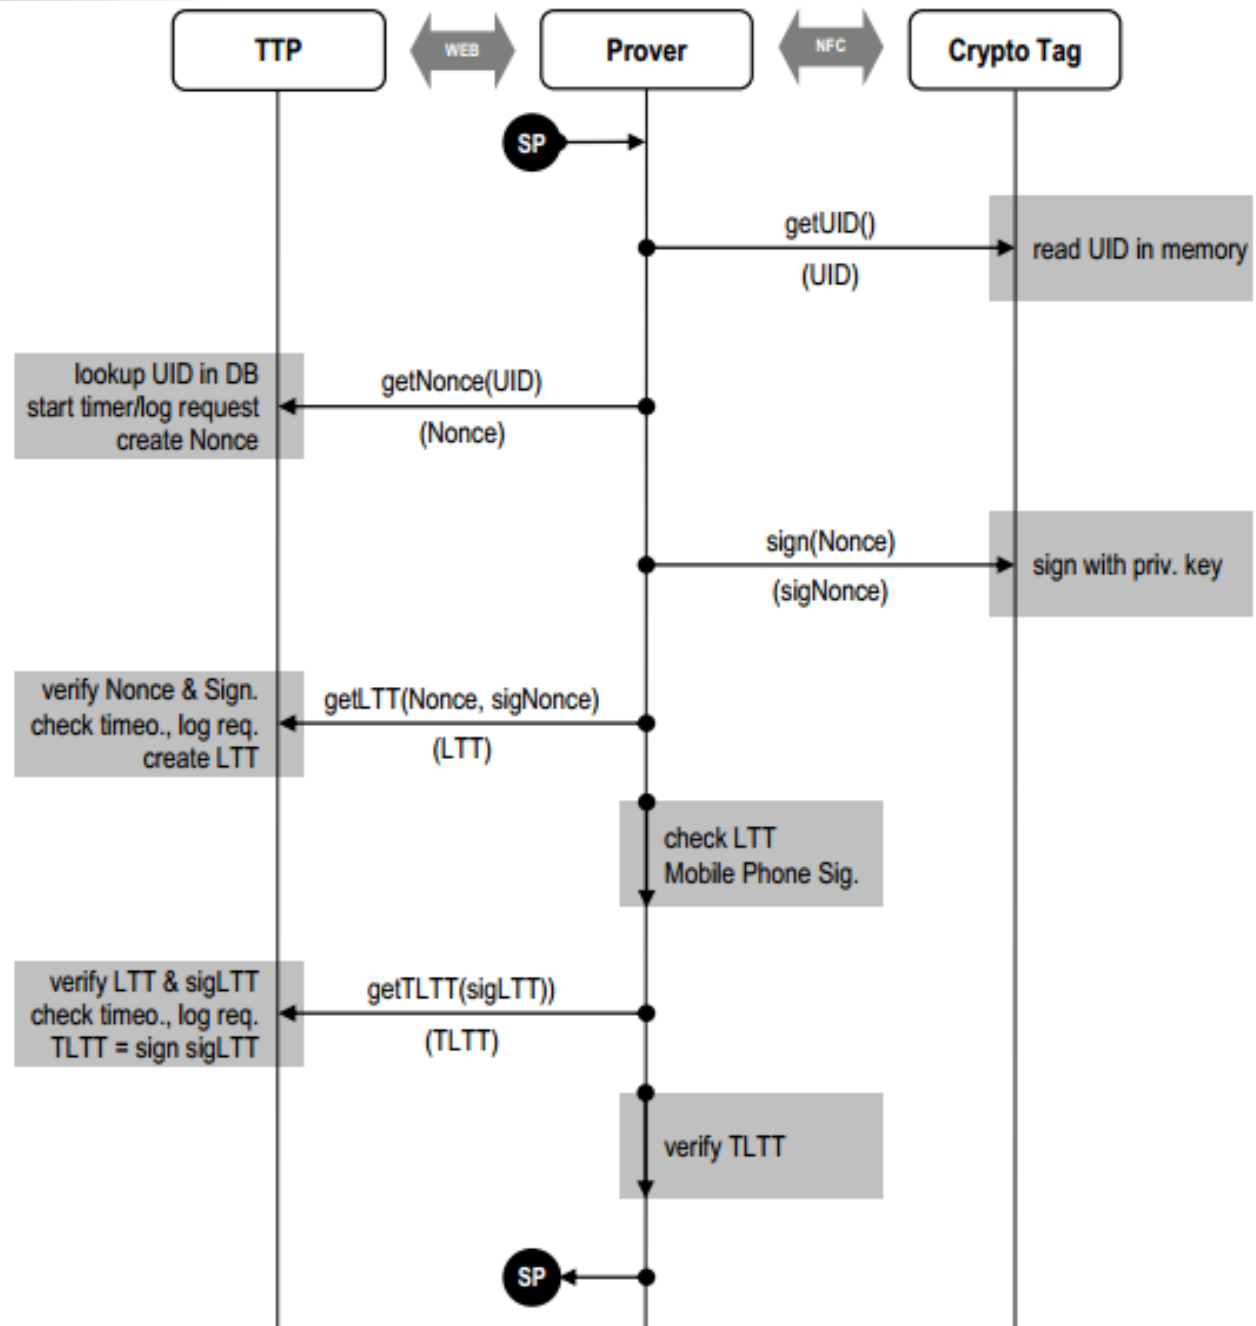 TTP
WEB
Prover
NFC
Crypto Tag
SP
getUID()
(UID)
read UID in memory
lookup UID in DB
start timer/log request
create Nonce
getNonce(UID)
(Nonce)
sign(Nonce)
(sigNonce)
sign with priv. key
verify Nonce & Sign.
check timeo., log req.
create LTT
getLTT(Nonce, sigNonce)
(LTT)
check LTT
Mobile Phone Sig.
verify LTT & sigLTT
check timeo., log req.
TLTT = sign sigLTT
getTLTT(sigLTT))
(TLTT)
verify TLTT
SP